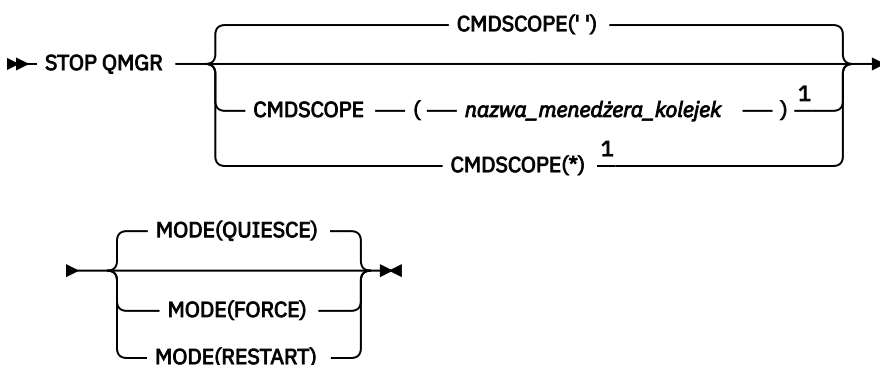 CMDSCOPE(' ')
STOP QMGR
CMDSCOPE ( nazwa_menedżera_kolejek ) 1
CMDSCOPE(*) 1
MODE(QUIESCE)
MODE(FORCE)
MODE(RESTART)